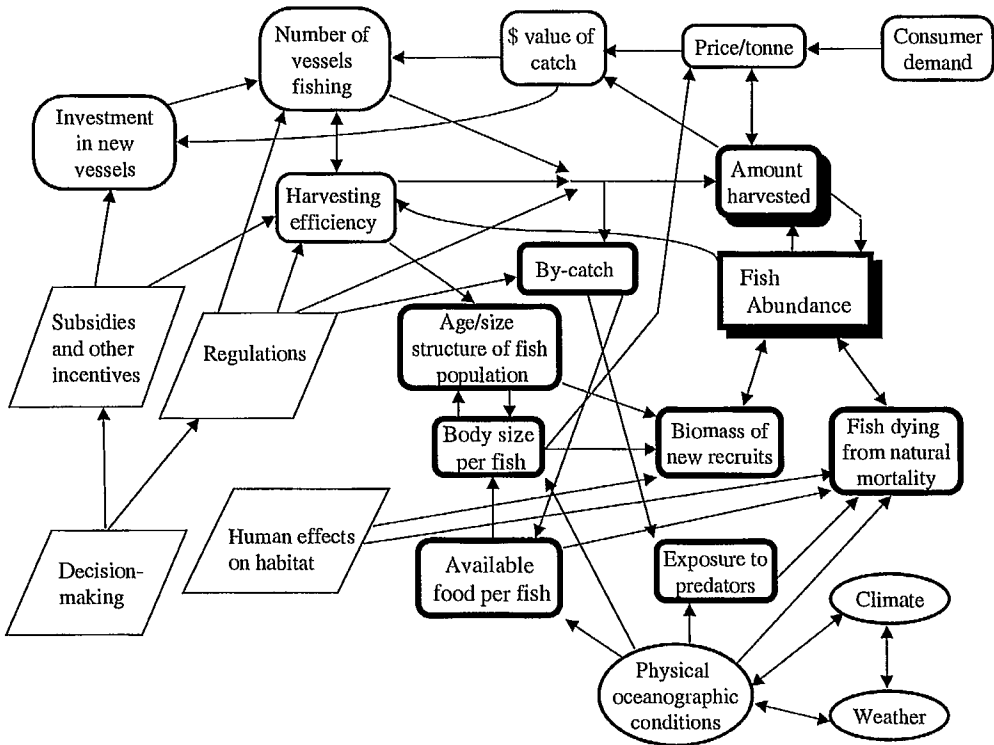 Number of
vessels
fishing
$ value of
catch
Price/tonne
Consumer
demand
Investment
in new
vessels
Harvesting
efficiency
Amount
harvested
By-catch
Fish
Abundance
Subsidies
and other
incentives
Regulations
Age/size
structure of fish
population
Body size
per fish
Biomass of
new recruits
Fish dying
from natural
mortality
Human effects
on habitat
Decision-
making
Available
food per fish
Exposure to
predators
Climate
Physical
oceanographic
conditions
Weather